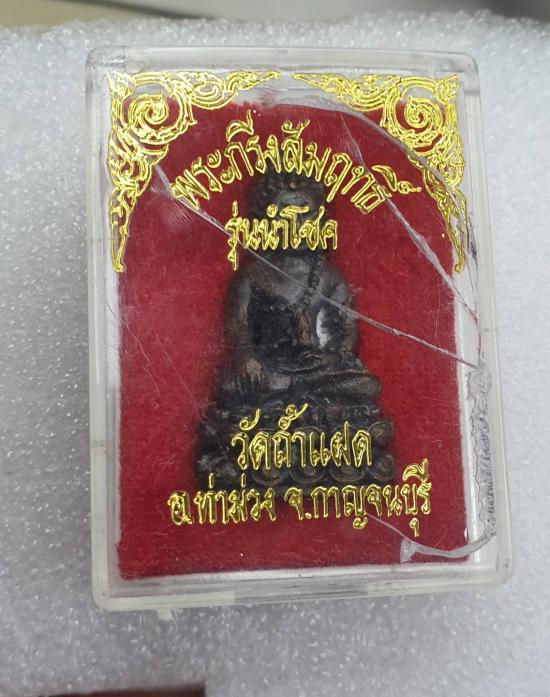 พระกริ่งสัมฤทธิ์
รุ่นนำโชค
วัดถ้ำแฝด
อ.ท่าม่วง จ.กาญจนบุรี